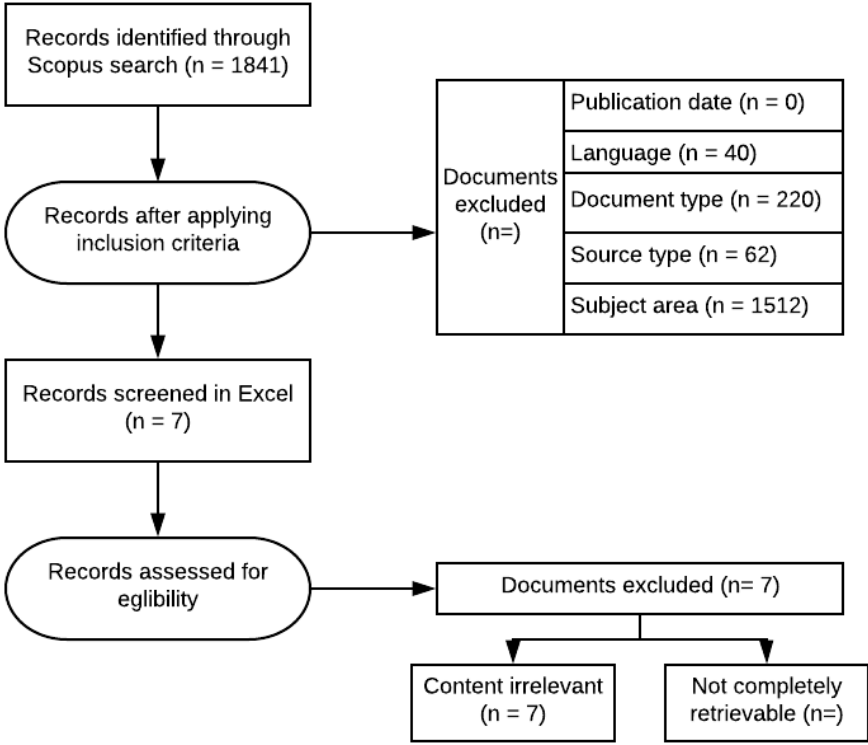 Records identified through
Scopus search (n = 1841)
Publication date (n = 0)
Language (n = 40)
Documents
excluded
(n=)
Document type (n = 220)
Source type (n = 62)
Subject area (n = 1512)
Records after applying
inclusion criteria
Records screened in Excel
(n = 7)
Records assessed for
eglibility
Documents excluded (n= 7)
Content irrelevant
(n = 7)
Not completely
retrievable (n=)